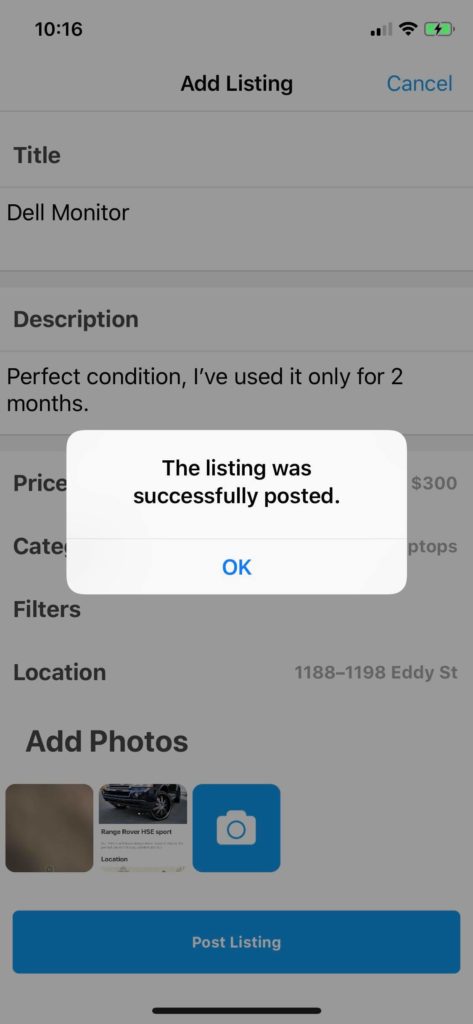 10:16
Add Listing
Cancel
Title
Dell Monitor
Description
Perfect condition, I’ve used it only for 2
months.
The listing was
successfully posted.
OK
Price
$300
Filters
Location
1188–1198 Eddy St
Add Photos
Range Rover HSE sport
Location
Post Listing